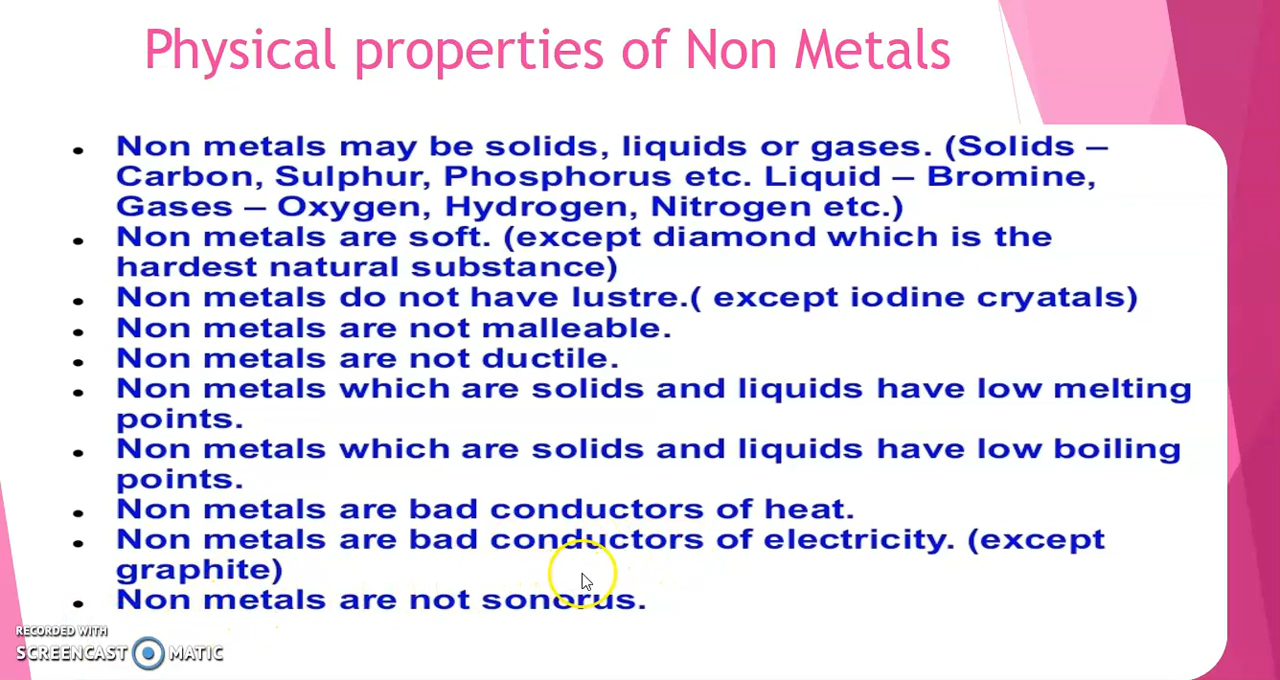 Physical properties of Non Metals
• Non metals may be solids, liquids or gases. (Solids –
Carbon, Sulphur, Phosphorus etc. Liquid – Bromine,
Gases – Oxygen, Hydrogen, Nitrogen etc.)
• Non metals are soft. (except diamond which is the
hardest natural substance)
• Non metals do not have lustre.( except iodine cryatals)
• Non metals are not malleable.
• Non metals are not ductile.
• Non metals which are solids and liquids have low melting
points.
• Non metals which are solids and liquids have low boiling
points.
• Non metals are bad conductors of heat.
• Non metals are bad conductors of electricity. (except
graphite)
• Non metals are not sonorus.
RECORDED WITH
SCREENCAST MATIC